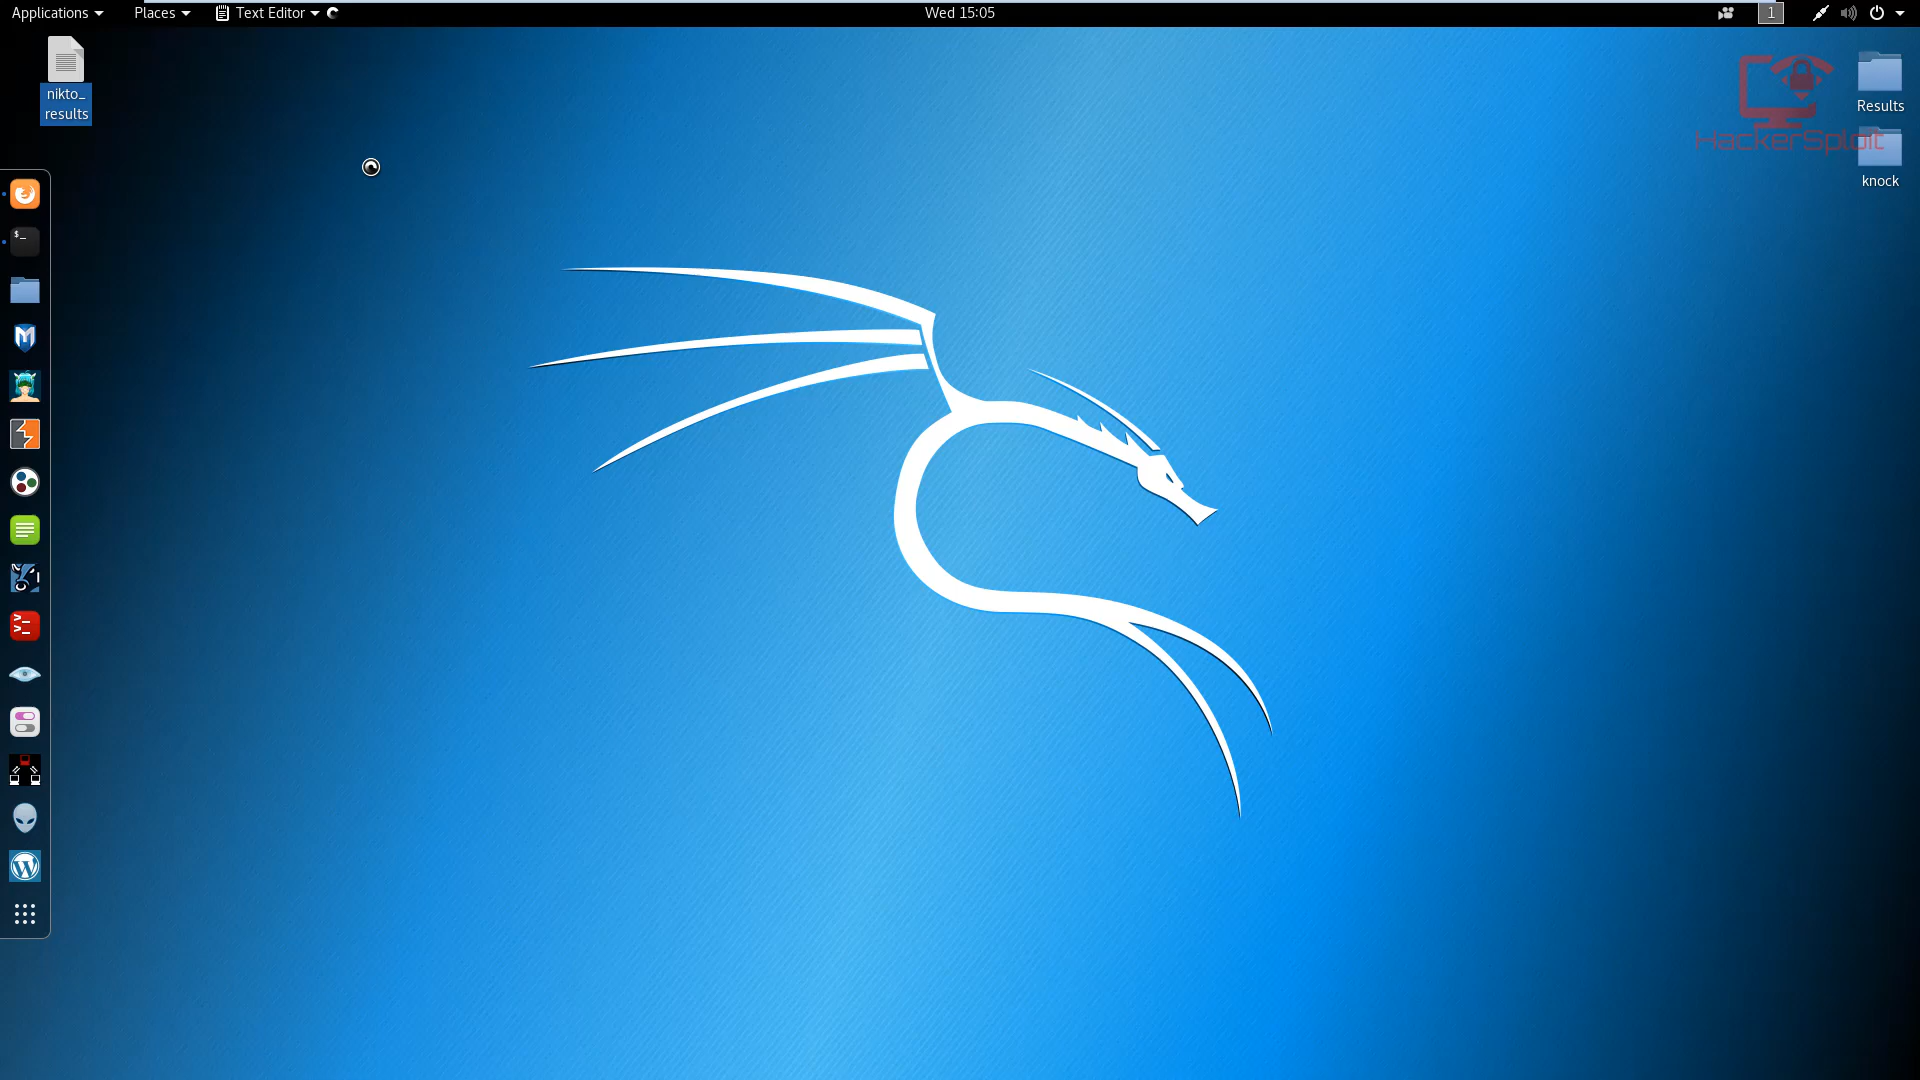 Applications
Places
Text Editor
Wed 15:05
1
nikto_
results
HackerSploit
Results
knock
$_